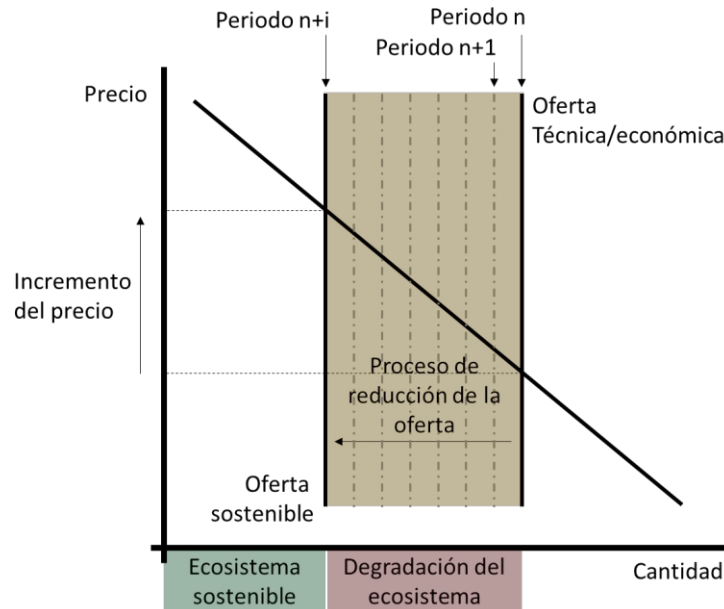 Periodo n+i
Periodo n
Periodo n+1
Precio
Oferta
Técnica/económica
Incremento
del precio
Proceso de
reducción de la
oferta
Oferta
sostenible
Ecosistema
sostenible
Degradación del
ecosistema
Cantidad